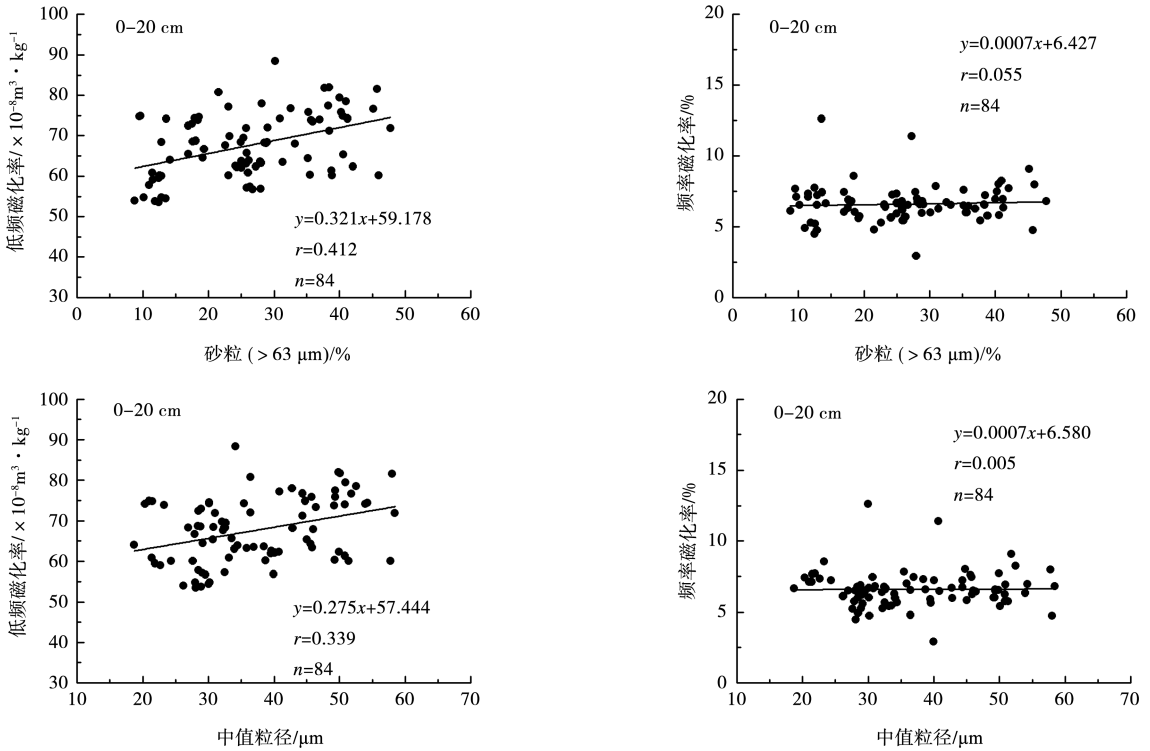 0–20 cm
y=0.321x+59.178
r=0.412
n=84
低频磁化率/×10⁻⁸m³·kg⁻¹
100
90
80
70
60
50
40
30
0 10 20 30 40 50 60
砂粒 (> 63 μm)/%
0–20 cm
y=0.0007x+6.427
r=0.055
n=84
频率磁化率/%
20
15
10
5
0
0 10 20 30 40 50 60
砂粒 (> 63 μm)/%
0–20 cm
y=0.275x+57.444
r=0.339
n=84
低频磁化率/×10⁻⁸m³·kg⁻¹
100
90
80
70
60
50
40
30
10 20 30 40 50 60 70
中值粒径/μm
0–20 cm
y=0.0007x+6.580
r=0.005
n=84
频率磁化率/%
20
15
10
5
0
10 20 30 40 50 60 70
中值粒径/μm